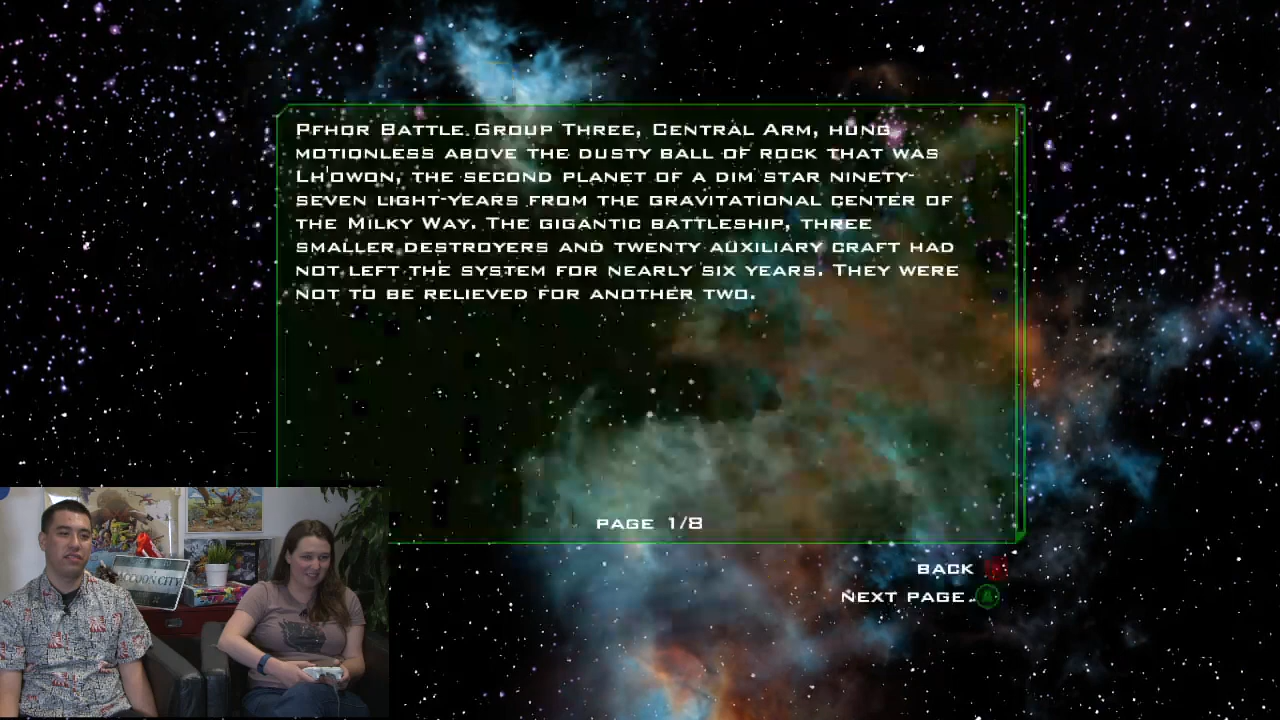 Pfhor Battle Group Three, Central Arm, hung
motionless above the dusty ball of rock that was
Lh'owon, the second planet of a dim star ninety-
seven light-years from the gravitational center of
the Milky Way. The gigantic battleship, three
smaller destroyers and twenty auxiliary craft had
not left the system for nearly six years. They were
not to be relieved for another two.
PAGE 1/8
BACK
NEXT PAGE
RACCOON CITY